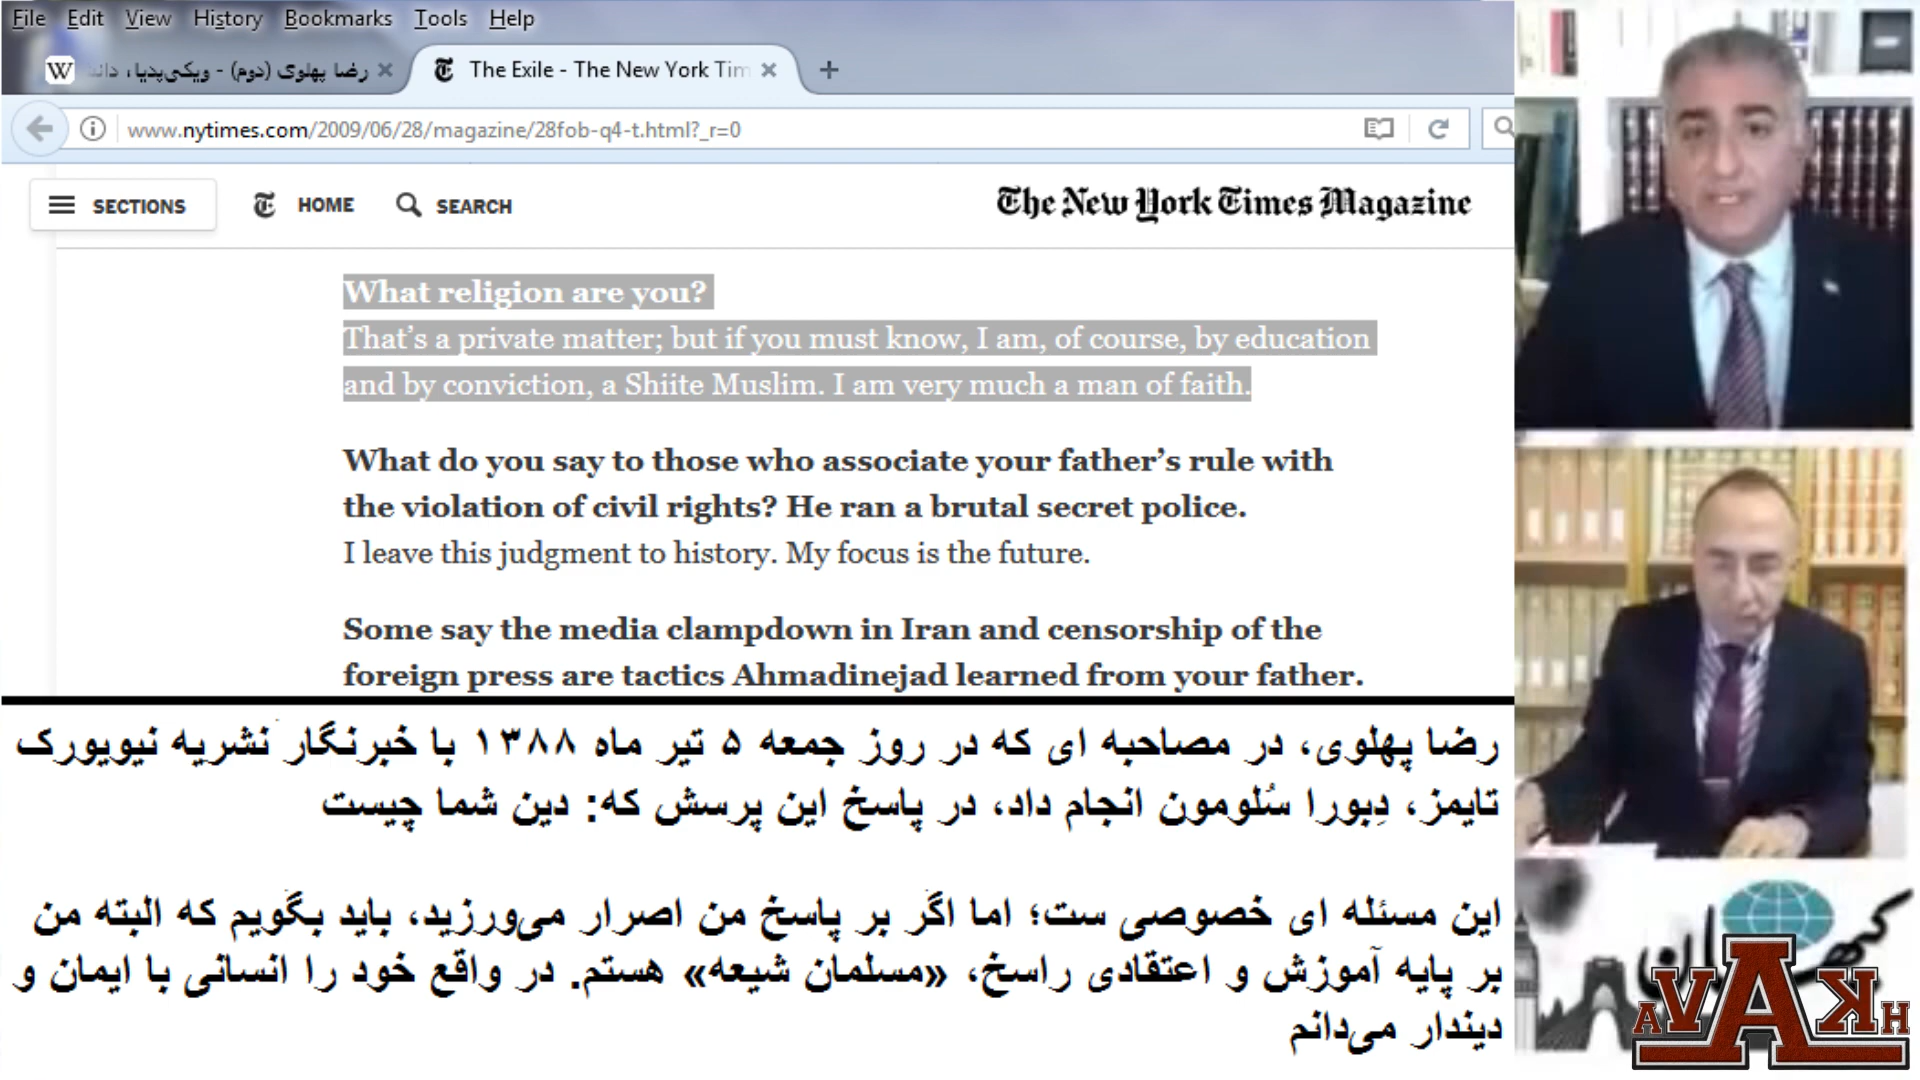 File Edit View History Bookmarks Tools Help
رضا پهلوی (دوم) - ویکی‌پدیا، داند
The Exile - The New York Tim
www.nytimes.com/2009/06/28/magazine/28fob-q4-t.html?_r=0
SECTIONS HOME SEARCH The New York Times Magazine
What religion are you?
That's a private matter; but if you must know, I am, of course, by education
and by conviction, a Shiite Muslim. I am very much a man of faith.
What do you say to those who associate your father's rule with
the violation of civil rights? He ran a brutal secret police.
I leave this judgment to history. My focus is the future.
Some say the media clampdown in Iran and censorship of the
foreign press are tactics Ahmadinejad learned from your father.
رضا پهلوی، در مصاحبه ای که در روز جمعه ۵ تیر ماه ۱۳۸۸ با خبرنگار نشریه نیویورک
تایمز، دِبورا سُلومون انجام داد، در پاسخ این پرسش که: دین شما چیست
این مسئله ای خصوصی ست؛ اما اگر بر پاسخ من اصرار می‌ورزید، باید بگویم که البته من
بر پایه آموزش و اعتقادی راسخ، «مسلمان شیعه» هستم. در واقع خود را انسانی با ایمان و
دیندار می‌دانم
کیهان
AVAKH